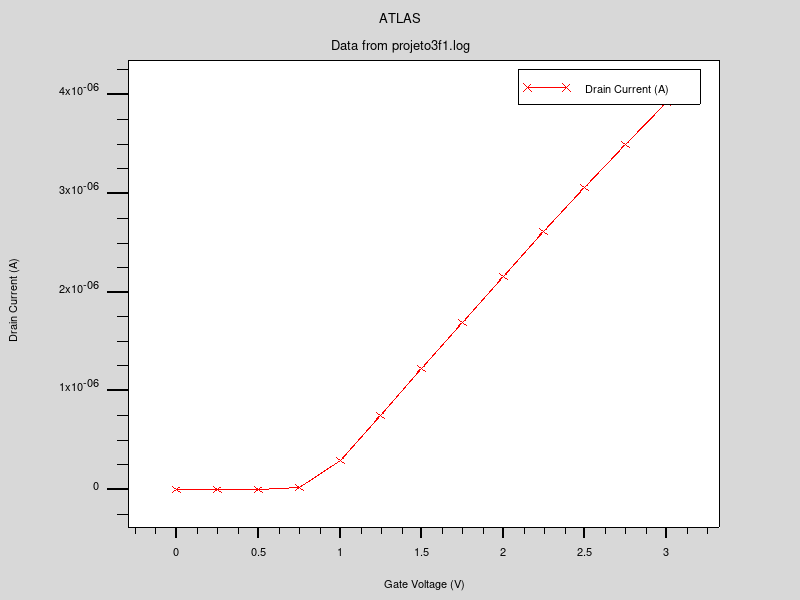 ATLAS
Data from projeto3f1.log
Drain Current (A)
4x10-06
3x10-06
2x10-06
1x10-06
0
Drain Current (A)
0 0.5 1 1.5 2 2.5 3
Gate Voltage (V)